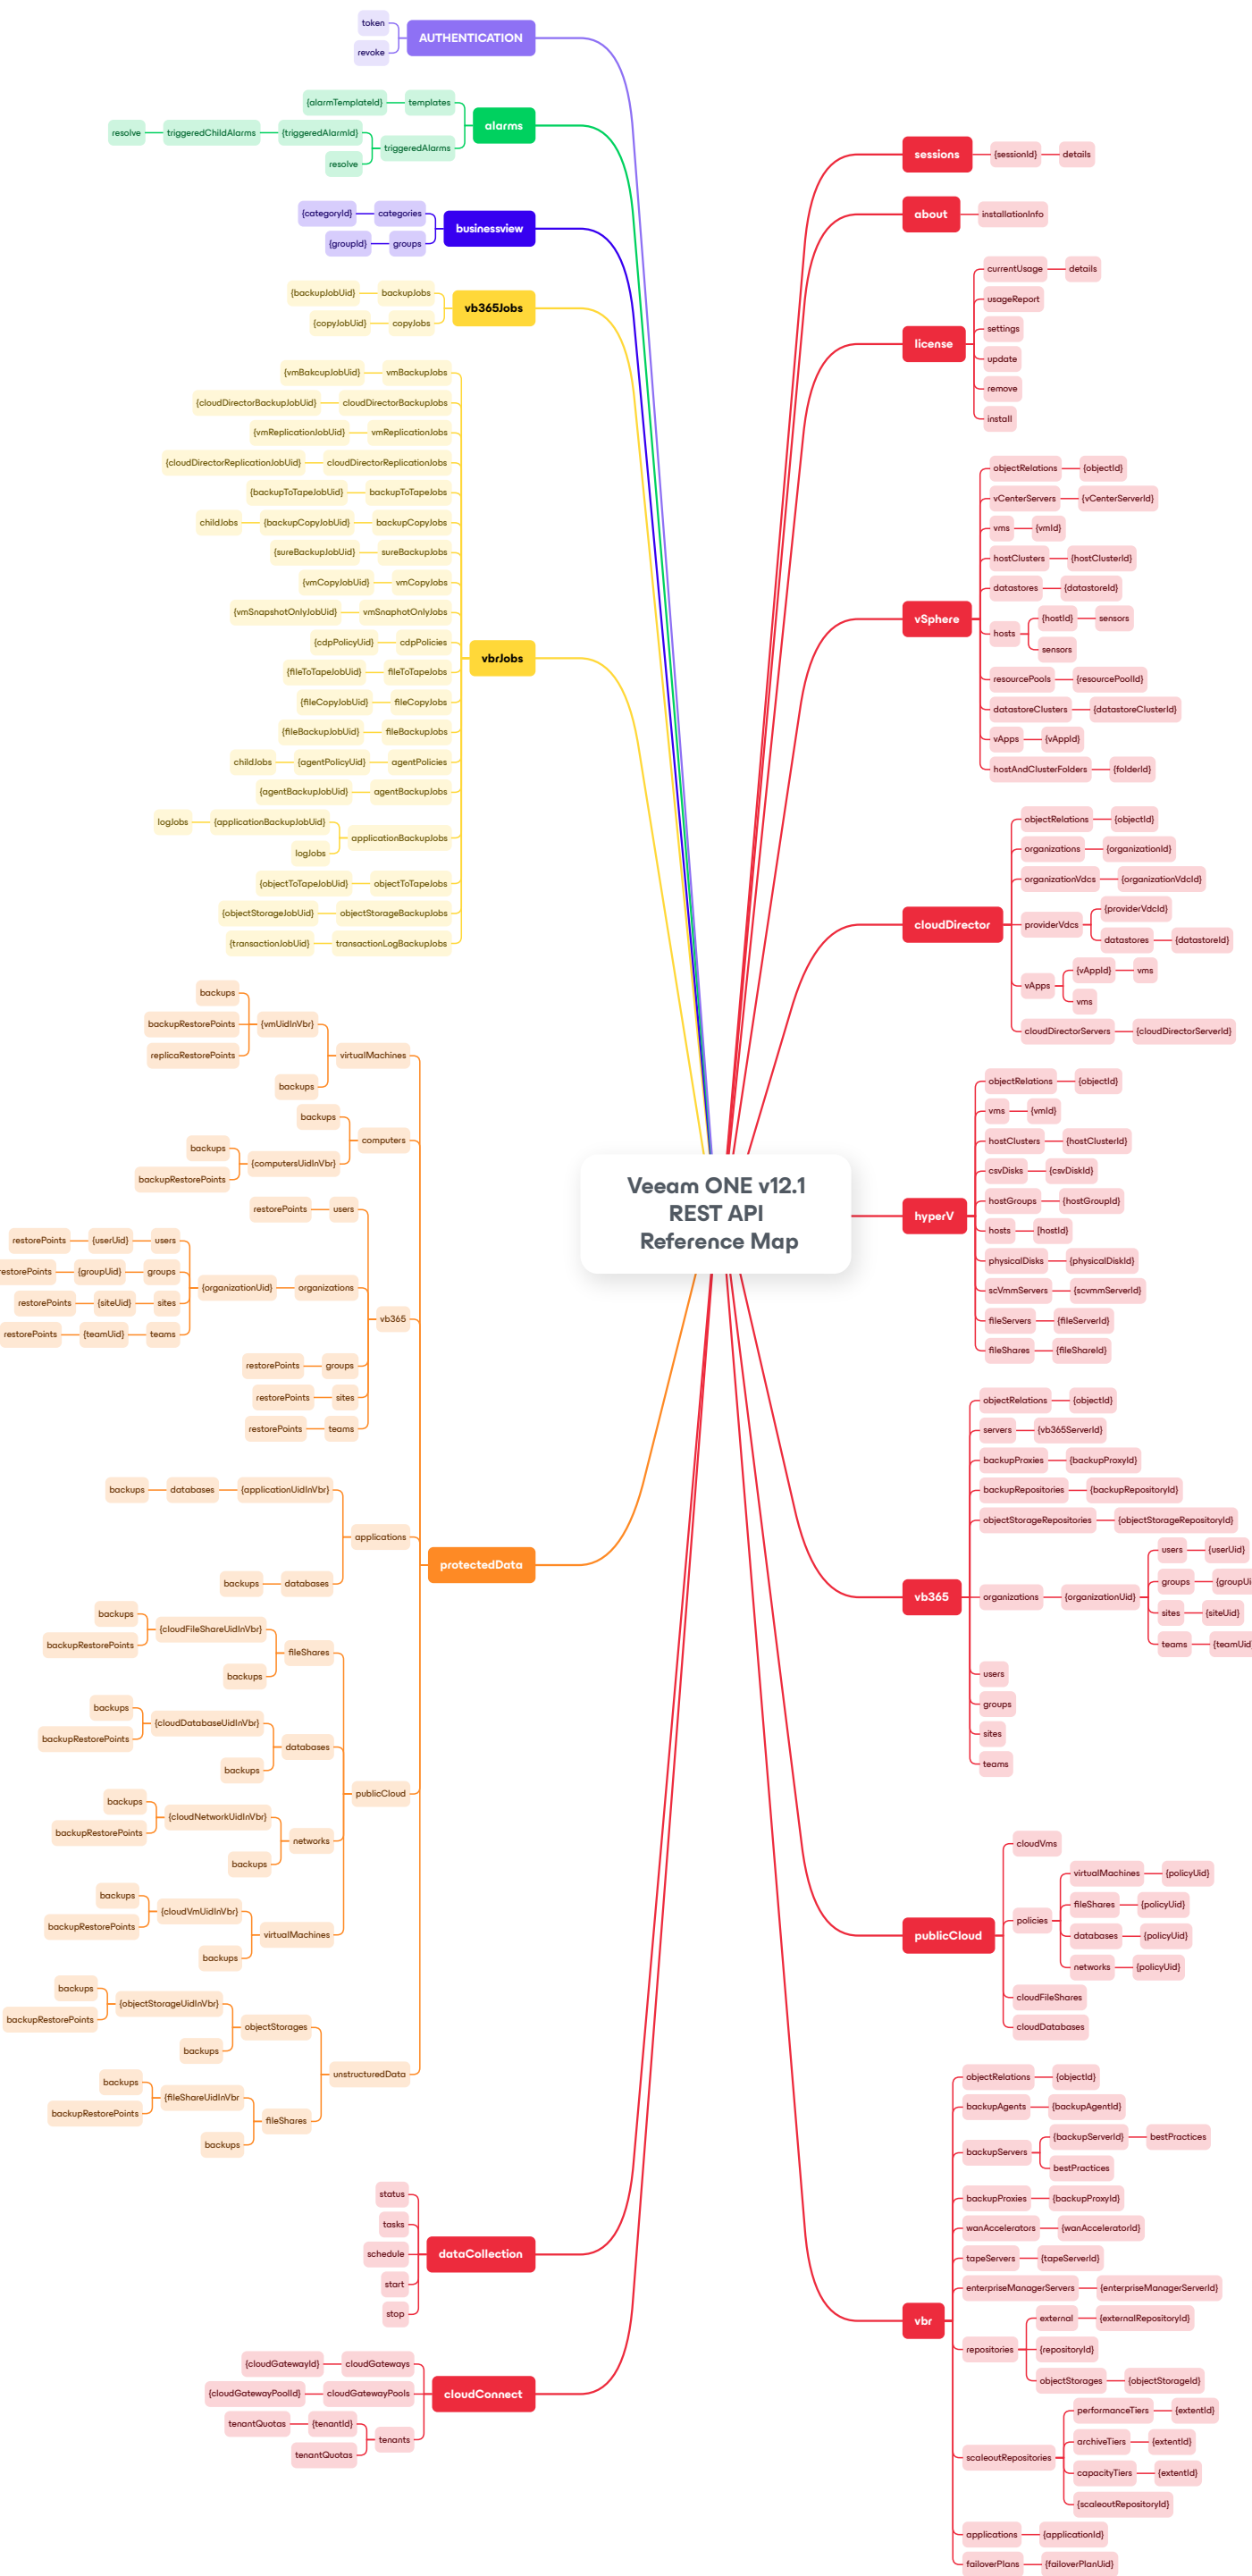 token
AUTHENTICATION
revoke
{alarmTemplateId}
templates
alarms
resolve
triggeredChildAlarms
{triggeredAlarmId}
triggeredAlarms
resolve
{categoryId}
categories
businessview
{groupId}
groups
{backupJobUid}
backupJobs
vb365Jobs
{copyJobUid}
copyJobs
{vmBakcupJobUid}
vmBackupJobs
{cloudDirectorBackupJobUid}
cloudDirectorBackupJobs
{vmReplicationJobUid}
vmReplicationJobs
{cloudDirectorReplicationJobUid}
cloudDirectorReplicationJobs
{backupToTapeJobUid}
backupToTapeJobs
childJobs
{backupCopyJobUid}
backupCopyJobs
{sureBackupJobUid}
sureBackupJobs
{vmCopyJobUid}
vmCopyJobs
{vmSnapshotOnlyJobUid}
vmSnaphotOnlyJobs
{cdpPolicyUid}
cdpPolicies
vbrJobs
{fileToTapeJobUid}
fileToTapeJobs
{fileCopyJobUid}
fileCopyJobs
{fileBackupJobUid}
fileBackupJobs
childJobs
{agentPolicyUid}
agentPolicies
{agentBackupJobUid}
agentBackupJobs
logJobs
{applicationBackupJobUid}
applicationBackupJobs
logJobs
{objectToTapeJobUid}
objectToTapeJobs
{objectStorageJobUid}
objectStorageBackupJobs
{transactionJobUid}
transactionLogBackupJobs
backups
backupRestorePoints
{vmUidInVbr}
replicaRestorePoints
virtualMachines
backups
backups
computers
backups
{computersUidInVbr}
backupRestorePoints
restorePoints
users
restorePoints
{userUid}
users
restorePoints
{groupUid}
groups
{organizationUid}
organizations
restorePoints
{siteUid}
sites
vb365
restorePoints
{teamUid}
teams
restorePoints
groups
restorePoints
sites
restorePoints
teams
backups
databases
{applicationUidInVbr}
applications
backups
databases
protectedData
backups
{cloudFileShareUidInVbr}
backupRestorePoints
fileShares
backups
backups
{cloudDatabaseUidInVbr}
backupRestorePoints
databases
backups
publicCloud
backups
{cloudNetworkUidInVbr}
backupRestorePoints
networks
backups
backups
{cloudVmUidInVbr}
backupRestorePoints
virtualMachines
backups
backups
{objectStorageUidInVbr}
backupRestorePoints
objectStorages
backups
unstructuredData
backups
{fileShareUidInVbr
backupRestorePoints
fileShares
backups
status
tasks
schedule
dataCollection
start
stop
{cloudGatewayId}
cloudGateways
{cloudGatewayPoolId}
cloudGatewayPools
cloudConnect
tenantQuotas
{tenantId}
tenants
tenantQuotas
Veeam ONE v12.1
REST API
Reference Map
sessions
{sessionId}
details
about
installationInfo
currentUsage
details
usageReport
settings
license
update
remove
install
objectRelations
{objectId}
vCenterServers
{vCenterServerId}
vms
{vmId}
hostClusters
{hostClusterId}
datastores
{datastoreId}
vSphere
hosts
{hostId}
sensors
sensors
resourcePools
{resourcePoolId}
datastoreClusters
{datastoreClusterId}
vApps
{vAppId}
hostAndClusterFolders
{folderId}
objectRelations
{objectId}
organizations
{organizationId}
organizationVdcs
{organizationVdcId}
cloudDirector
providerVdcs
{providerVdcId}
datastores
{datastoreId}
vApps
{vAppId}
vms
vms
cloudDirectorServers
{cloudDirectorServerId}
objectRelations
{objectId}
vms
{vmId}
hostClusters
{hostClusterId}
csvDisks
{csvDiskId}
hostGroups
{hostGroupId}
hyperV
hosts
[hostId}
physicalDisks
{physicalDiskId}
scVmmServers
{scvmmServerId}
fileServers
{fileServerId}
fileShares
{fileShareId}
objectRelations
{objectId}
servers
{vb365ServerId}
backupProxies
{backupProxyId}
backupRepositories
{backupRepositoryId}
objectStorageRepositories
{objectStorageRepositoryId}
vb365
organizations
{organizationUid}
users
{userUid}
groups
{groupUi
sites
{siteUid}
teams
{teamUid}
users
groups
sites
teams
cloudVms
publicCloud
policies
virtualMachines
{policyUid}
fileShares
{policyUid}
databases
{policyUid}
networks
{policyUid}
cloudFileShares
cloudDatabases
objectRelations
{objectId}
backupAgents
{backupAgentId}
backupServers
{backupServerId}
bestPractices
bestPractices
backupProxies
{backupProxyId}
wanAccelerators
{wanAcceleratorId}
tapeServers
{tapeServerId}
enterpriseManagerServers
{enterpriseManagerServerId}
vbr
repositories
external
{externalRepositoryId}
{repositoryId}
objectStorages
{objectStorageId}
scaleoutRepositories
performanceTiers
{extentId}
archiveTiers
{extentId}
capacityTiers
{extentId}
{scaleoutRepositoryId}
applications
{applicationId}
failoverPlans
{failoverPlanUid}